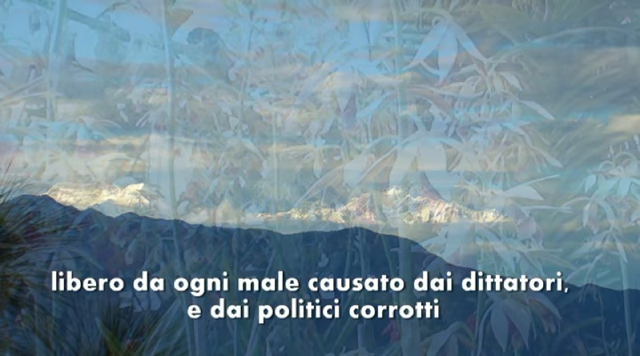 libero da ogni male causato dai dittatori,
e dai politici corrotti